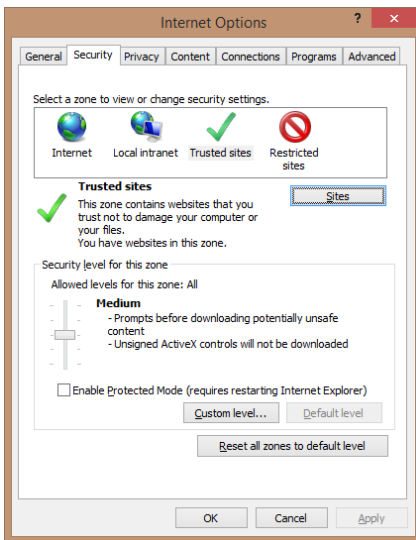 Internet Options
?
×
General Security Privacy Content Connections Programs Advanced
Select a zone to view or change security settings.
Internet Local intranet Trusted sites Restricted
sites
Trusted sites
Sites
This zone contains websites that you
trust not to damage your computer or
your files.
You have websites in this zone.
Security level for this zone
Allowed levels for this zone: All
Medium
- Prompts before downloading potentially unsafe
content
- Unsigned ActiveX controls will not be downloaded
Enable Protected Mode (requires restarting Internet Explorer)
Custom level... Default level
Reset all zones to default level
OK Cancel Apply